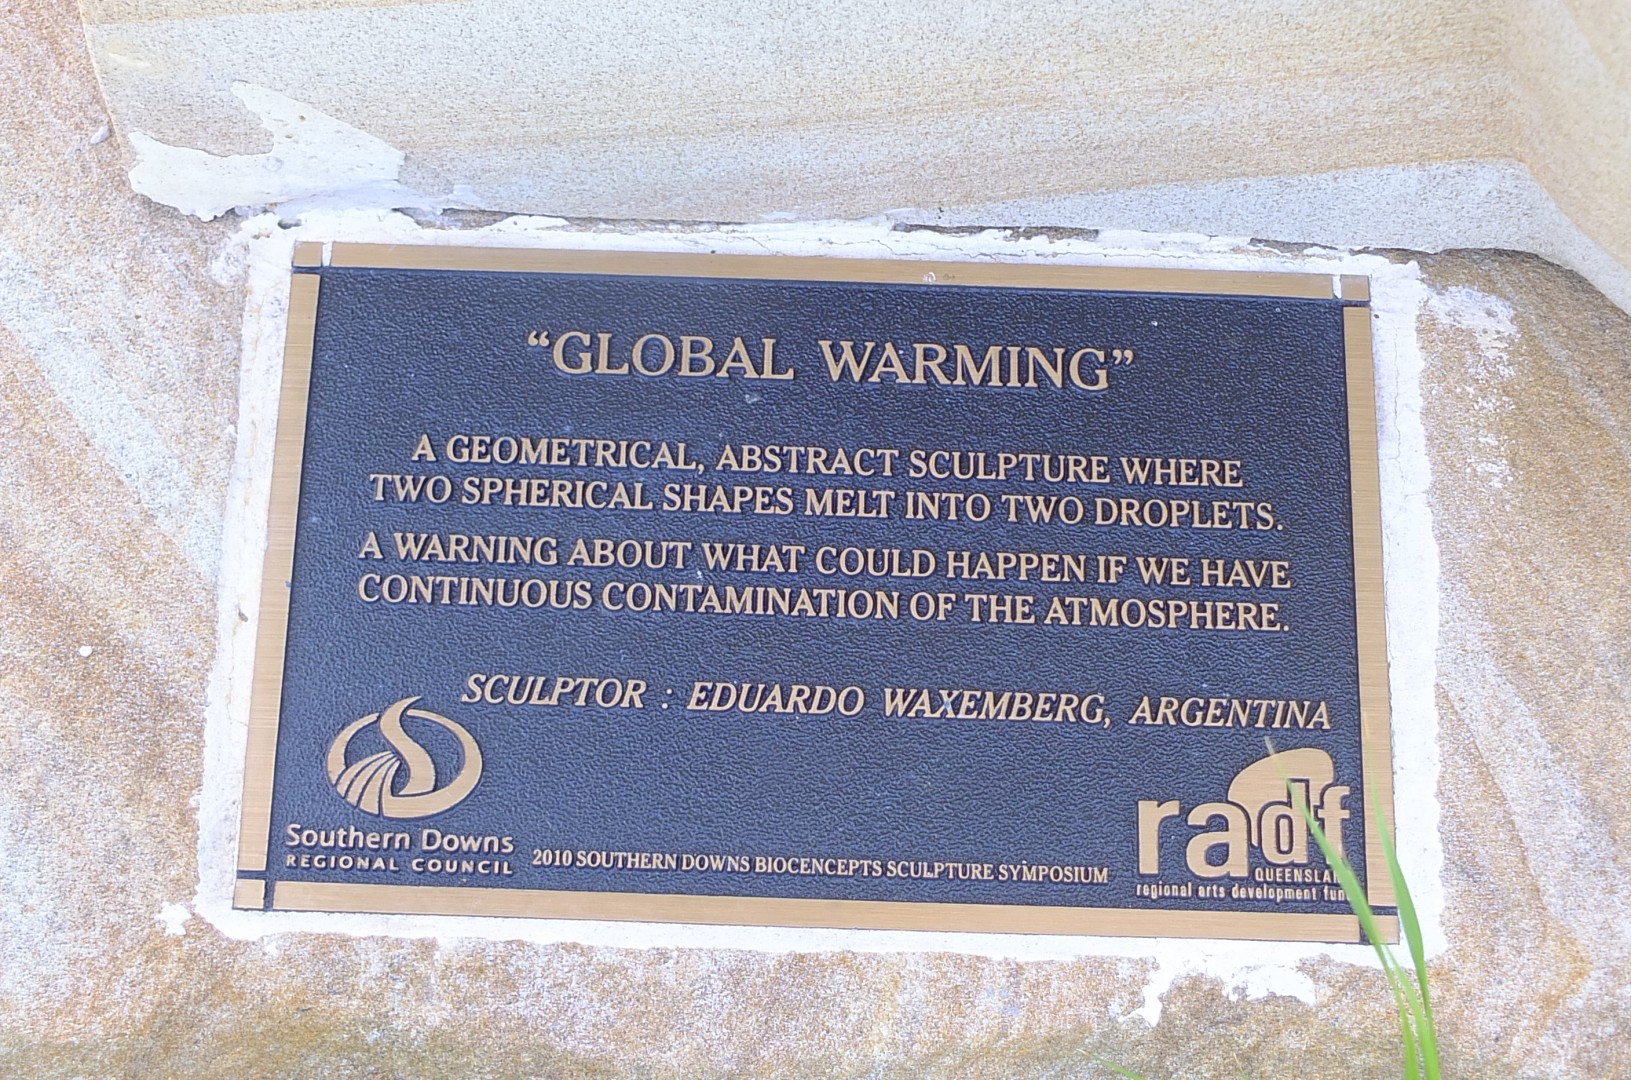 “GLOBAL WARMING”
A GEOMETRICAL, ABSTRACT SCULPTURE WHERE
TWO SPHERICAL SHAPES MELT INTO TWO DROPLETS.
A WARNING ABOUT WHAT COULD HAPPEN IF WE HAVE
CONTINUOUS CONTAMINATION OF THE ATMOSPHERE.
SCULPTOR : EDUARDO WAXEMBERG, ARGENTINA
Southern Downs
REGIONAL COUNCIL
2010 SOUTHERN DOWNS BIOCENCEPTS SCULPTURE SYMPOSIUM
radf
QUEENSLAN
regional arts development fun